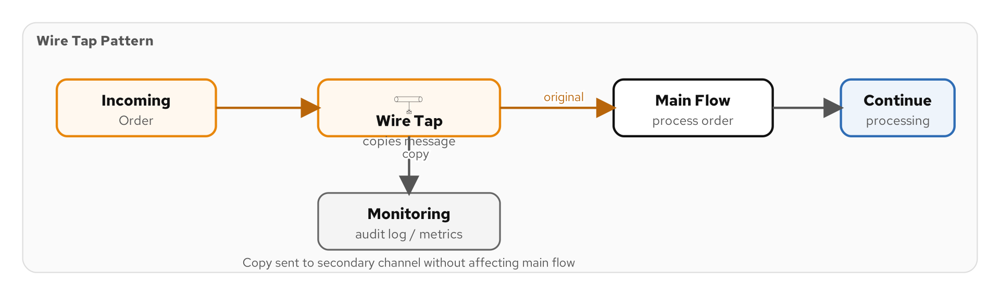 Wire Tap Pattern
Incoming
Order
Wire Tap
copies message
copy
original
Main Flow
process order
Continue
processing
Monitoring
audit log / metrics
Copy sent to secondary channel without affecting main flow